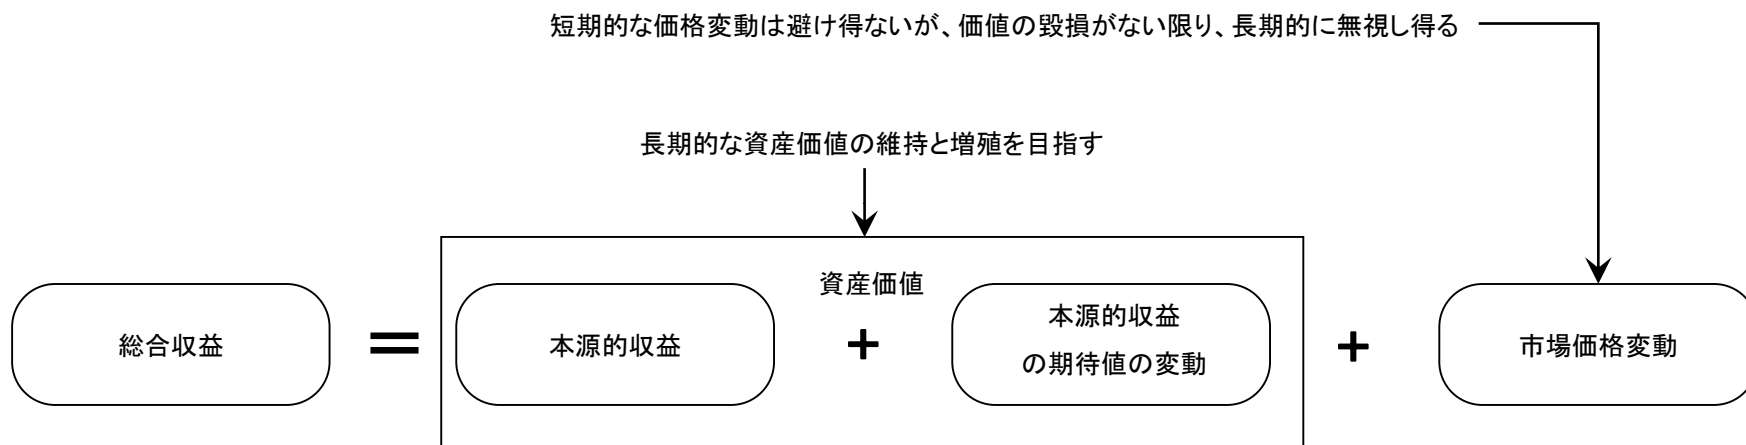 短期的な価格変動は避け得ないが、価値の毀損がない限り、長期的に無視し得る
長期的な資産価値の維持と増殖を目指す
資産価値
総合収益
=
本源的収益
+
本源的収益
の期待値の変動
+
市場価格変動